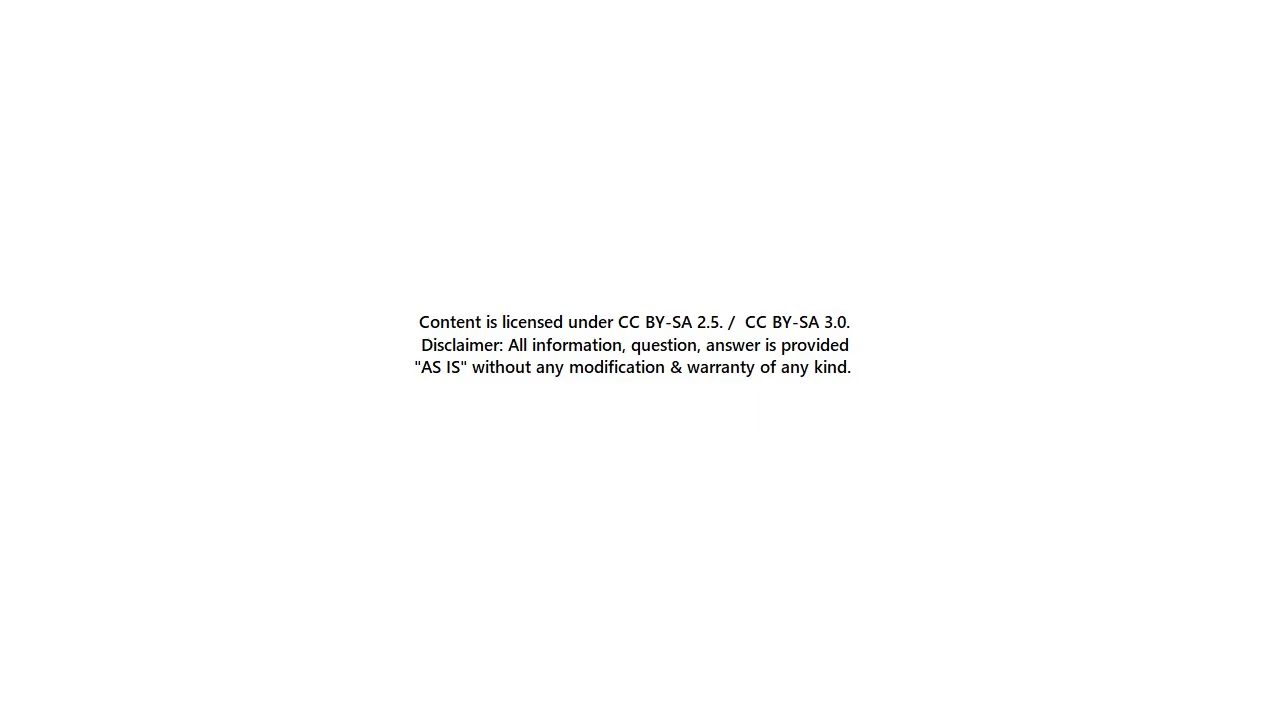 Content is licensed under CC BY-SA 2.5. /  CC BY-SA 3.0.
Disclaimer: All information, question, answer is provided
"AS IS" without any modification & warranty of any kind.